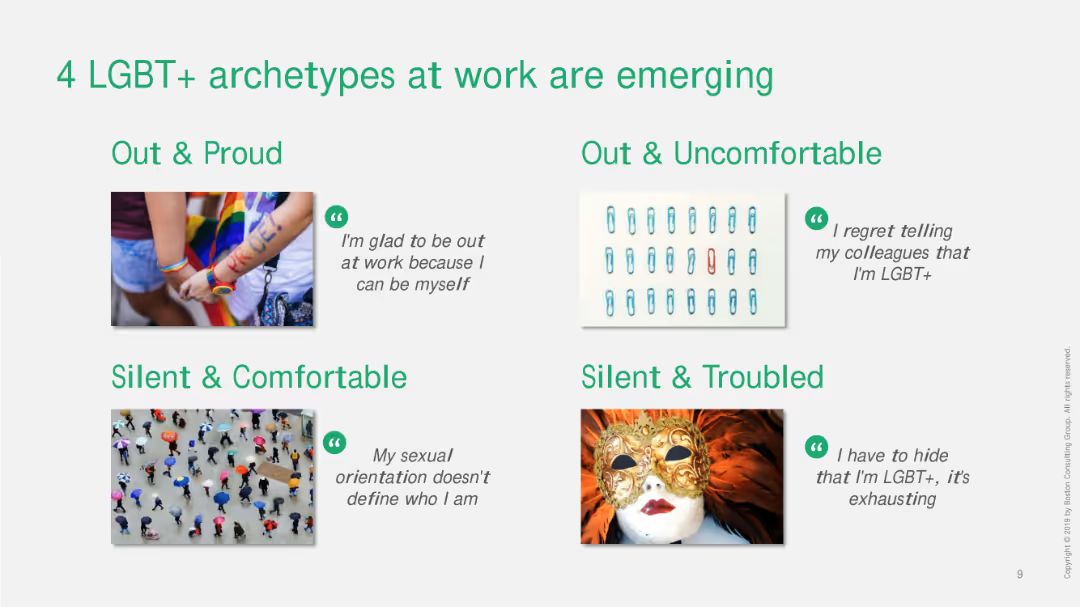 4 LGBT+ archetypes at work are emerging
Out & Proud
“
I'm glad to be out
at work because I
can be myself
Out & Uncomfortable
“
I regret telling
my colleagues that
I'm LGBT+
Silent & Comfortable
“
My sexual
orientation doesn't
define who I am
Silent & Troubled
“
I have to hide
that I'm LGBT+, it's
exhausting
9
Copyright © 2019 by Boston Consulting Group. All rights reserved.